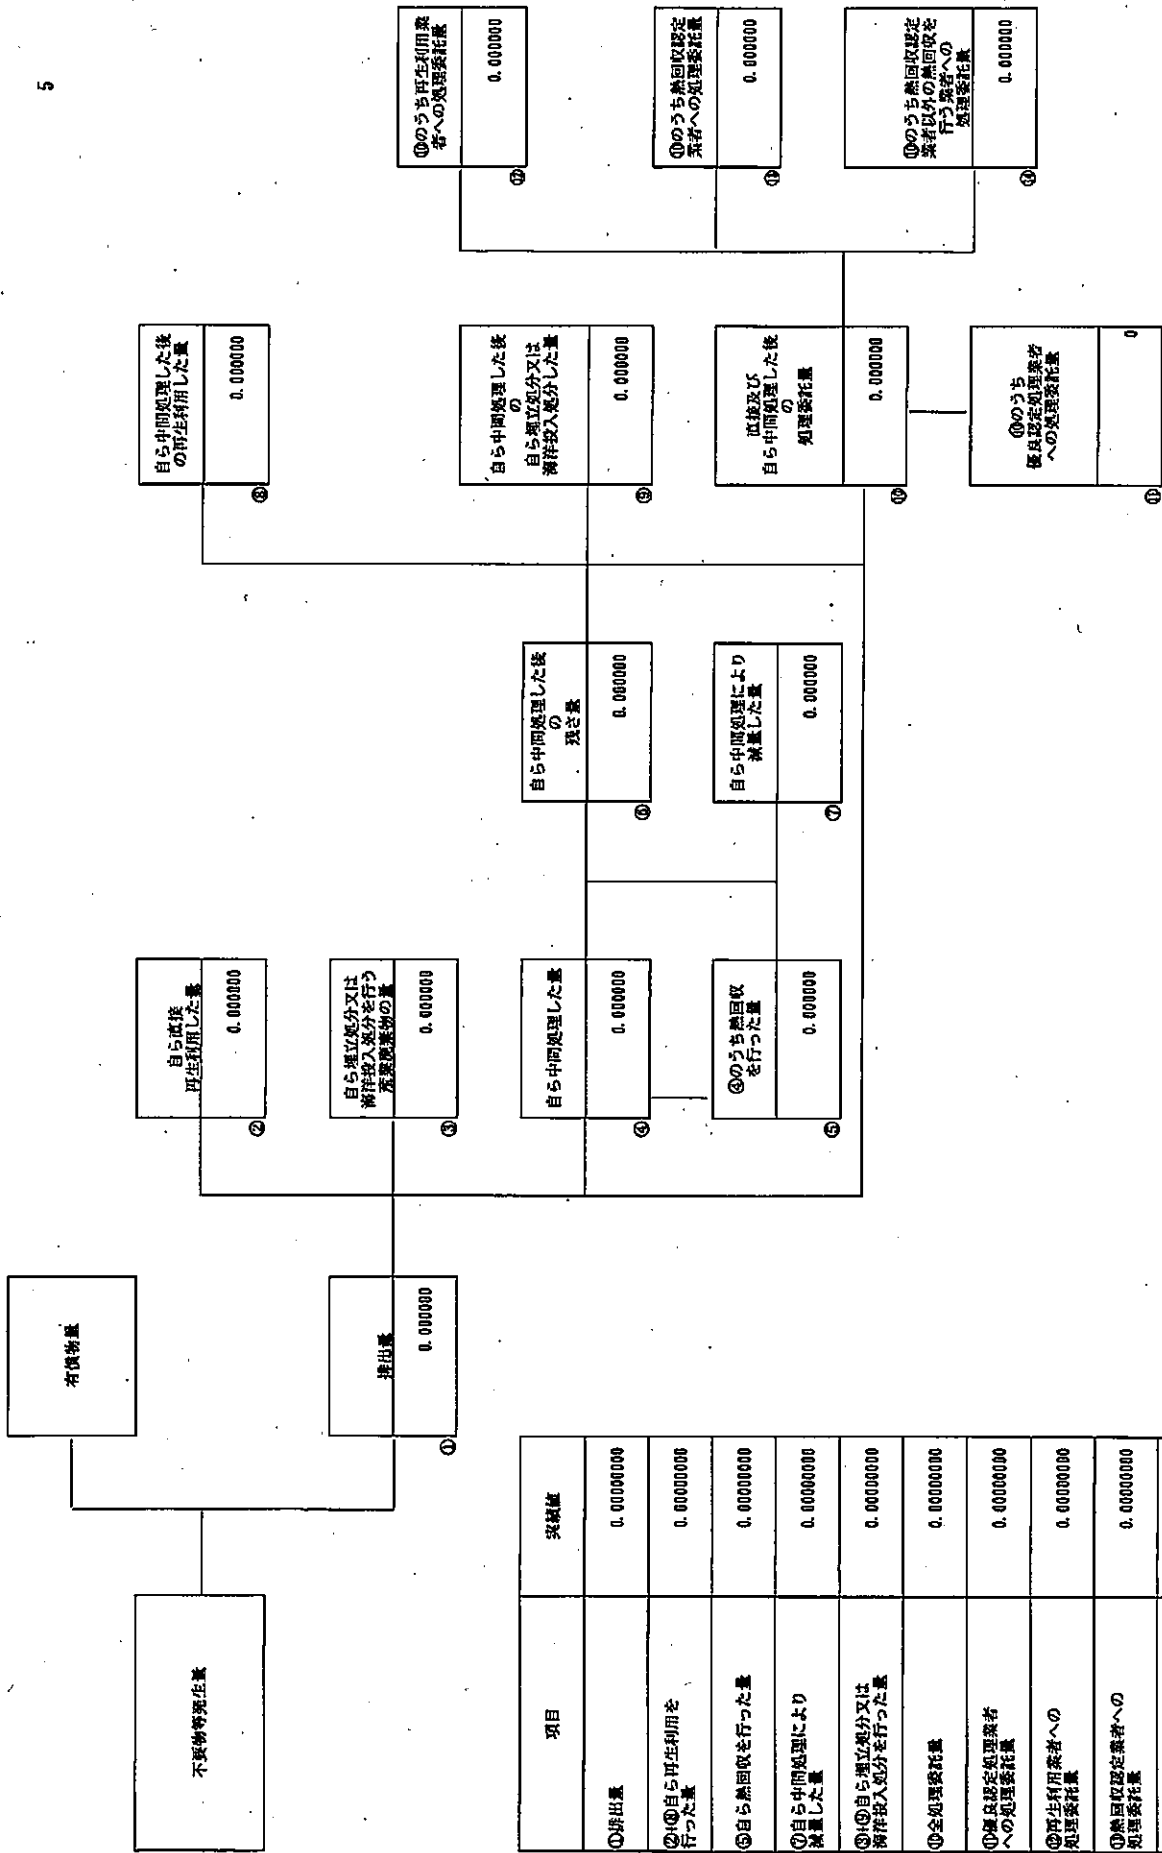 5
不要物等発生量
有償物量
排出量
0.000000
①
自ら直接
再生利用した量
0.000000
②
自ら埋立処分又は
海洋投入処分を行う
産業廃棄物の量
0.000000
③
自ら中間処理した量
0.000000
④
④のうち熱回収
を行った量
0.000000
⑤
自ら中間処理した後
の
残さ量
0.000000
⑥
自ら中間処理により
減量した量
0.000000
⑦
自ら中間処理した後
の再生利用した量
0.000000
⑧
自ら中間処理した後
の
自ら埋立処分又は
海洋投入処分した量
0.000000
⑨
直接及び
自ら中間処理した後
の
処理委託量
0.000000
⑩
⑩のうち
優良認定処理業者
への処理委託量
0
⑪
⑩のうち再生利用業
者への処理委託量
0.000000
⑫
⑩のうち熱回収認定
業者への処理委託量
0.000000
⑬
⑩のうち熱回収認定
業者以外の熱回収を
行う業者への
処理委託量
0.000000
⑭
項目 実績値
①排出量 0.00000000
②+⑧自ら再生利用を
行った量 0.00000000
⑤自ら熱回収を行った量 0.00000000
⑦自ら中間処理により
減量した量 0.00000000
③+⑨自ら埋立処分又は
海洋投入処分を行った量 0.00000000
⑩全処理委託量 0.00000000
⑪優良認定処理業者
への処理委託量 0.00000000
⑫再生利用業者への
処理委託量 0.00000000
⑬熱回収認定業者への
処理委託量 0.00000000